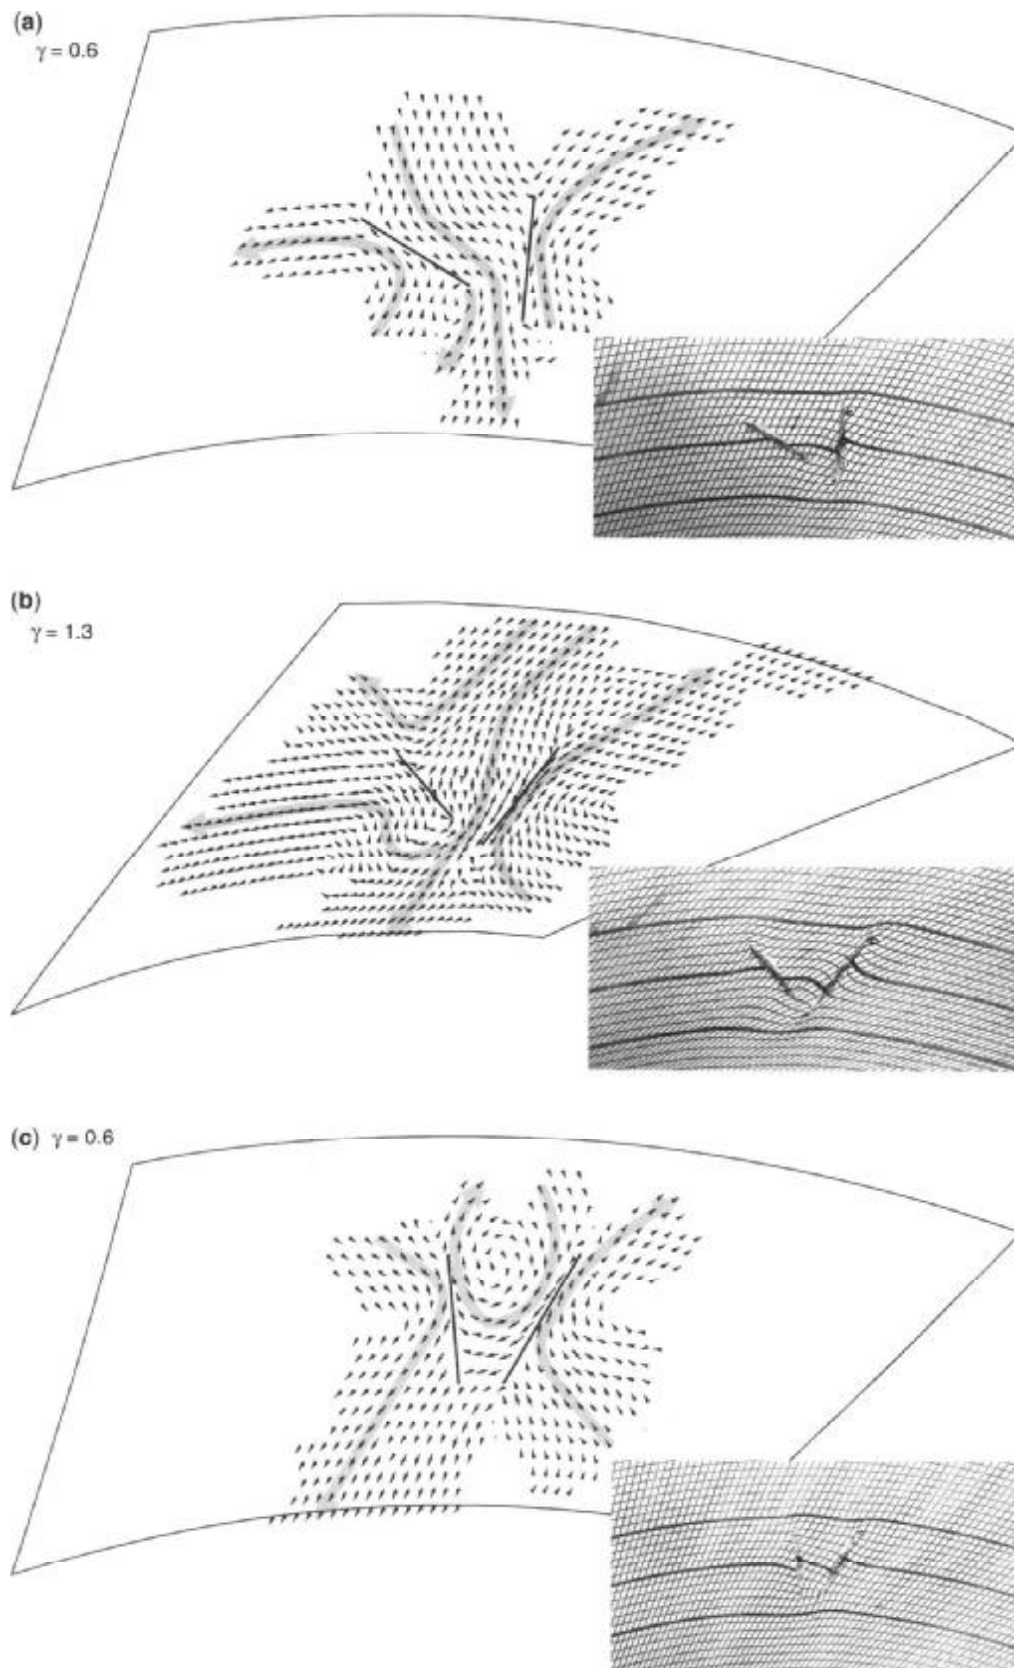 (a)
γ = 0.6
(b)
γ = 1.3
(c) γ = 0.6